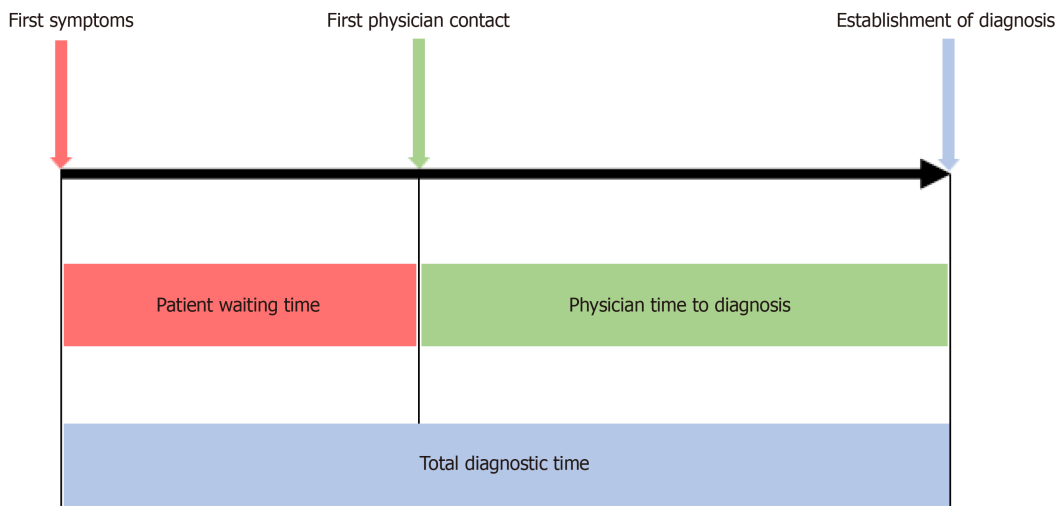 First symptoms
First physician contact
Establishment of diagnosis
Patient waiting time
Physician time to diagnosis
Total diagnostic time